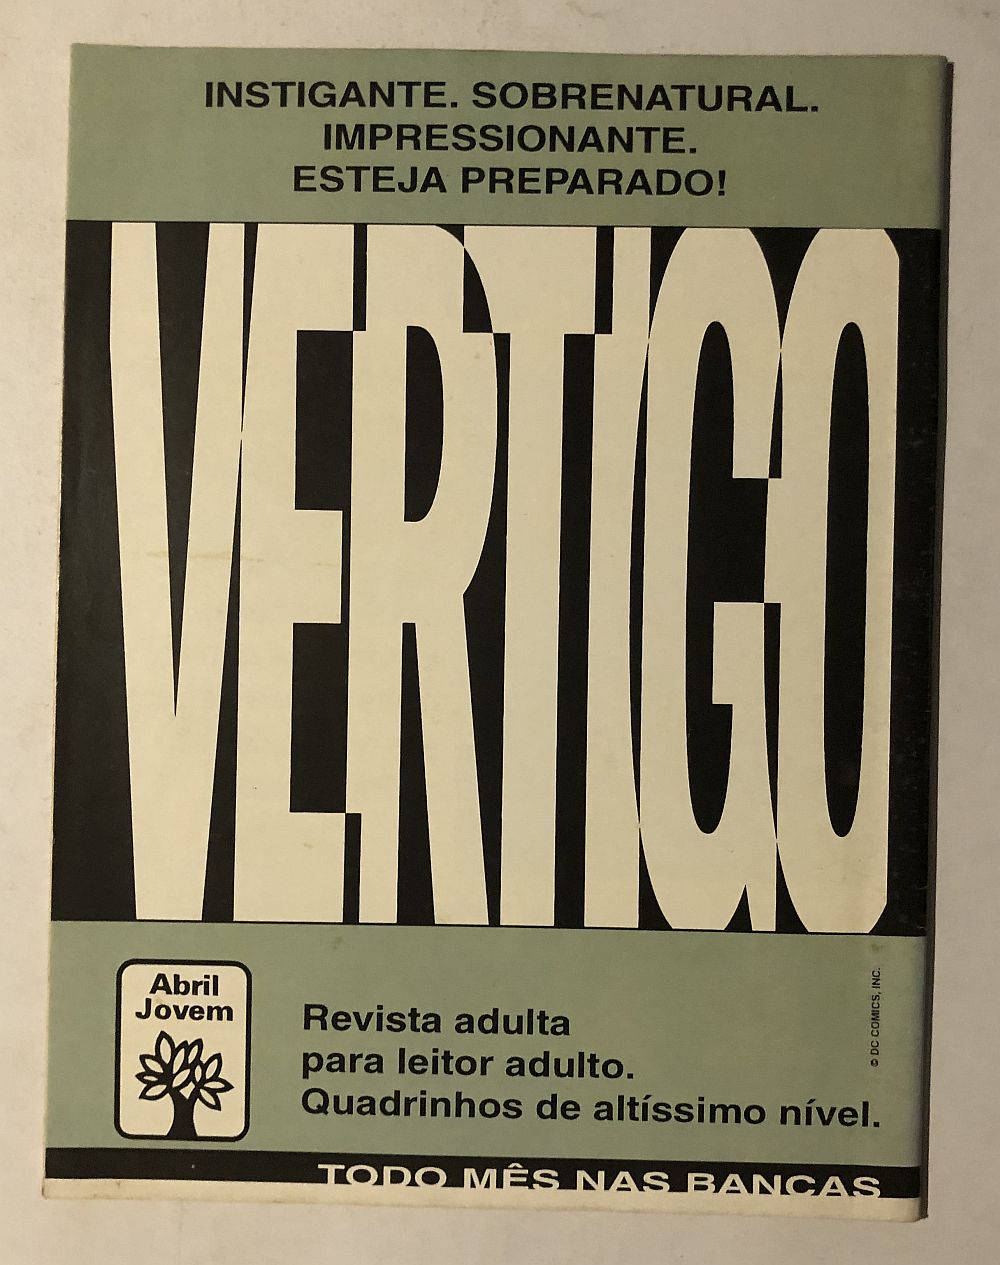 INSTIGANTE. SOBRENATURAL.
IMPRESSIONANTE.
ESTEJA PREPARADO!
VERTIGO
Abril
Jovem
Revista adulta
para leitor adulto.
Quadrinhos de altíssimo nível.
© DC COMICS, INC.
TODO MÊS NAS BANCAS